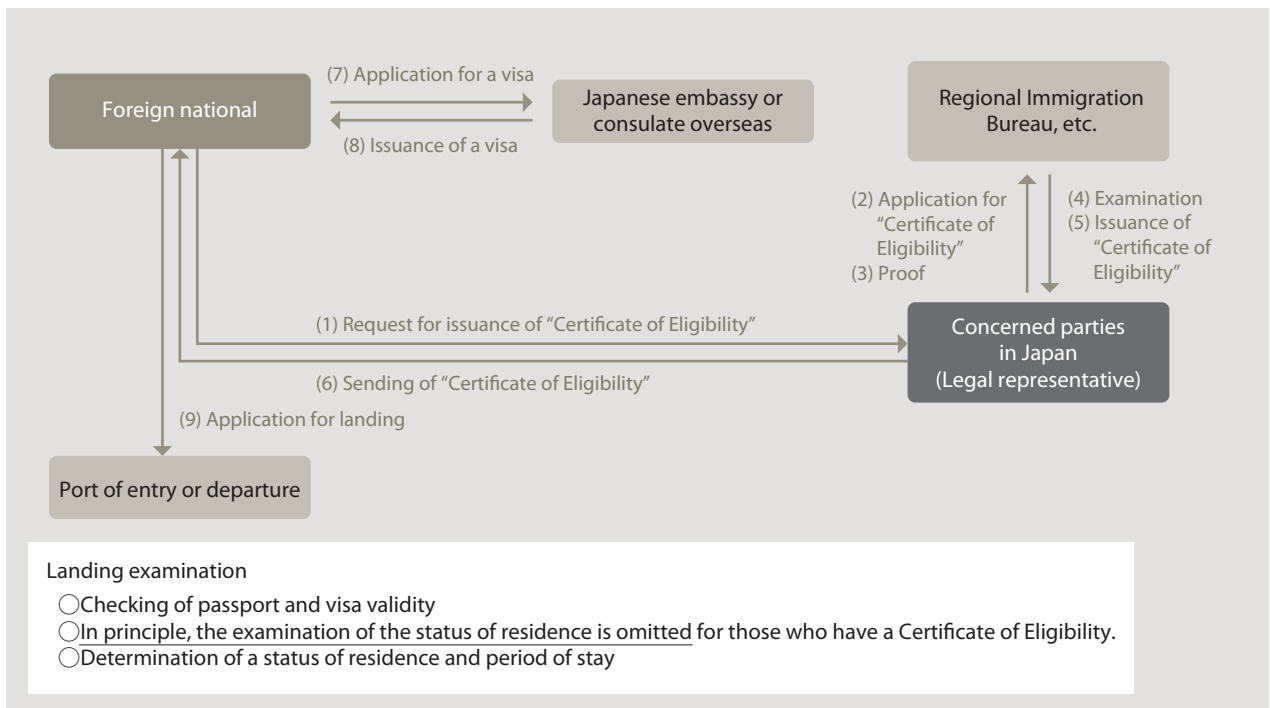 (7) Application for a visa
Foreign national
Japanese embassy or
consulate overseas
(8) Issuance of a visa
Regional Immigration
Bureau, etc.
(2) Application for
“Certificate of
Eligibility”
(3) Proof
(4) Examination
(5) Issuance of
“Certificate of
Eligibility”
(1) Request for issuance of “Certificate of Eligibility”
Concerned parties
in Japan
(Legal representative)
(6) Sending of “Certificate of Eligibility”
(9) Application for landing
Port of entry or departure
Landing examination
○Checking of passport and visa validity
○In principle, the examination of the status of residence is omitted for those who have a Certificate of Eligibility.
○Determination of a status of residence and period of stay